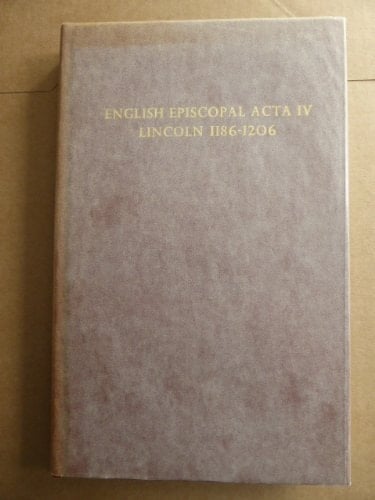 ENGLISH EPISCOPAL ACTA IV
LINCOLN 1186-1206